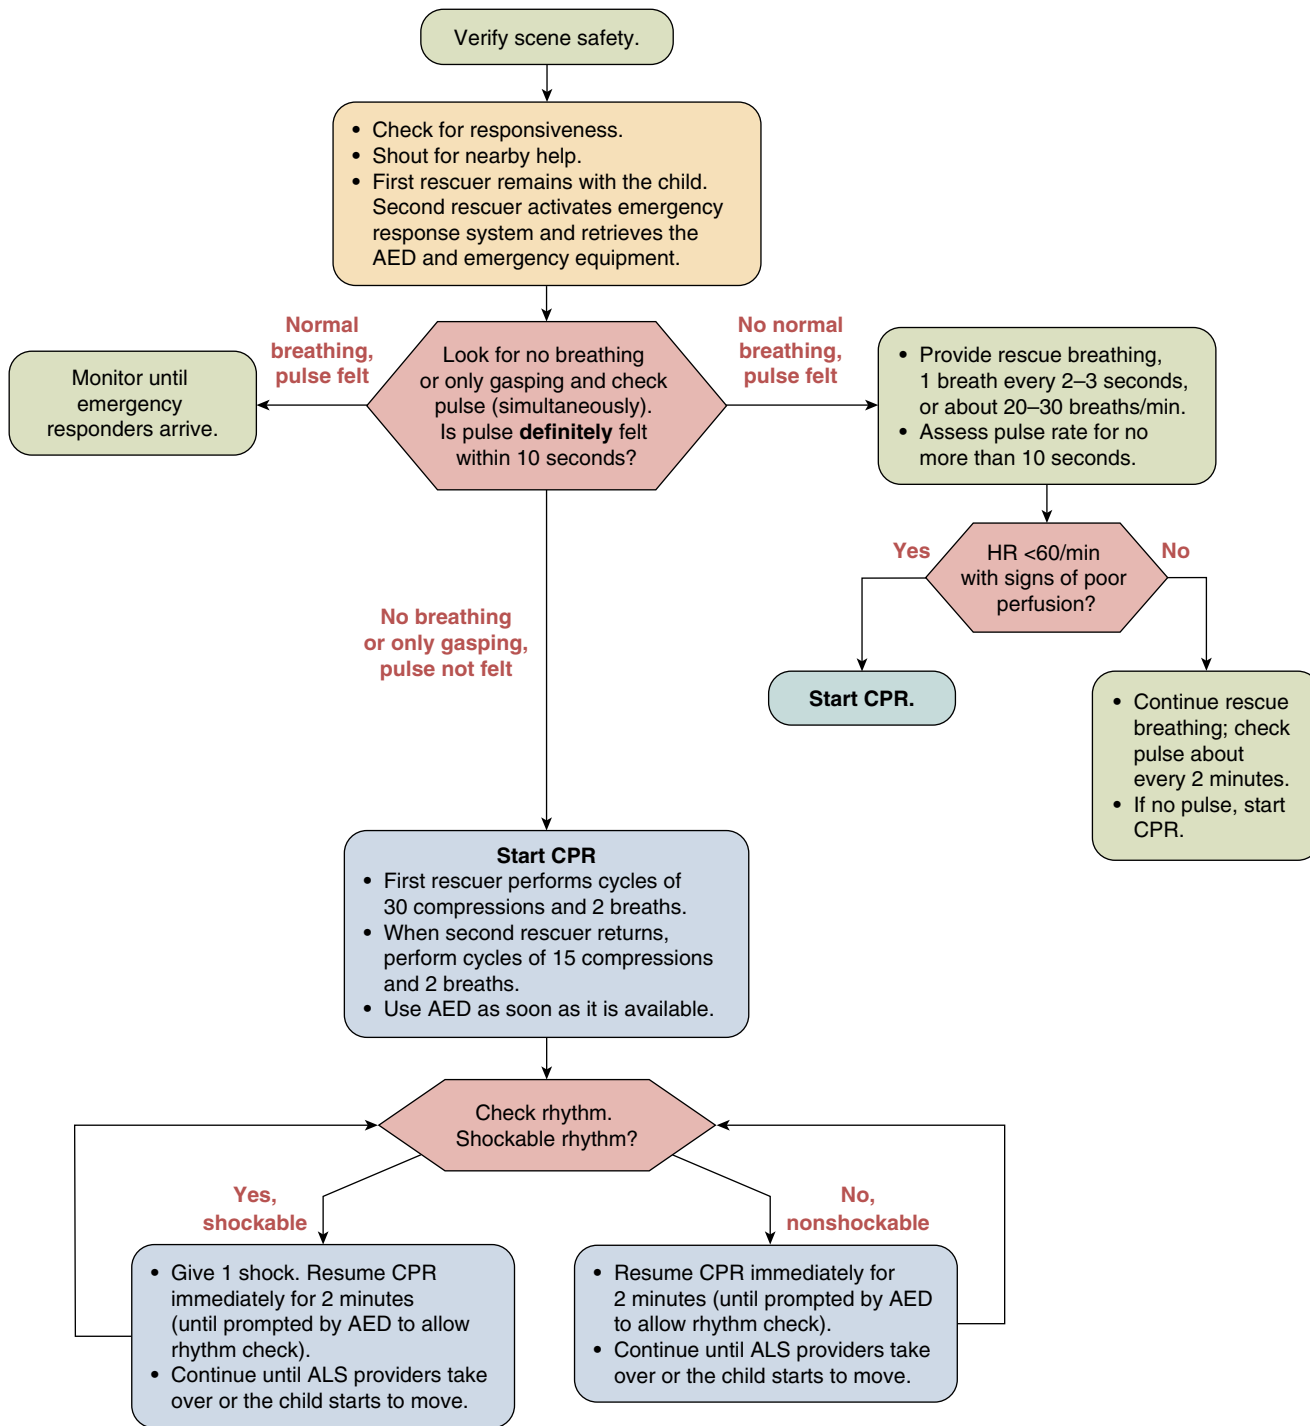 Verify scene safety.
• Check for responsiveness.
• Shout for nearby help.
• First rescuer remains with the child.
Second rescuer activates emergency
response system and retrieves the
AED and emergency equipment.
Normal
breathing,
pulse felt
No normal
breathing,
pulse felt
Monitor until
emergency
responders arrive.
Look for no breathing
or only gasping and check
pulse (simultaneously).
Is pulse definitely felt
within 10 seconds?
• Provide rescue breathing,
1 breath every 2–3 seconds,
or about 20–30 breaths/min.
• Assess pulse rate for no
more than 10 seconds.
Yes
HR <60/min
with signs of poor
perfusion?
No
No breathing
or only gasping,
pulse not felt
Start CPR.
• Continue rescue
breathing; check
pulse about
every 2 minutes.
• If no pulse, start
CPR.
Start CPR
• First rescuer performs cycles of
30 compressions and 2 breaths.
• When second rescuer returns,
perform cycles of 15 compressions
and 2 breaths.
• Use AED as soon as it is available.
Check rhythm.
Shockable rhythm?
Yes,
shockable
No,
nonshockable
• Give 1 shock. Resume CPR
immediately for 2 minutes
(until prompted by AED to allow
rhythm check).
• Continue until ALS providers take
over or the child starts to move.
• Resume CPR immediately for
2 minutes (until prompted by AED
to allow rhythm check).
• Continue until ALS providers take
over or the child starts to move.